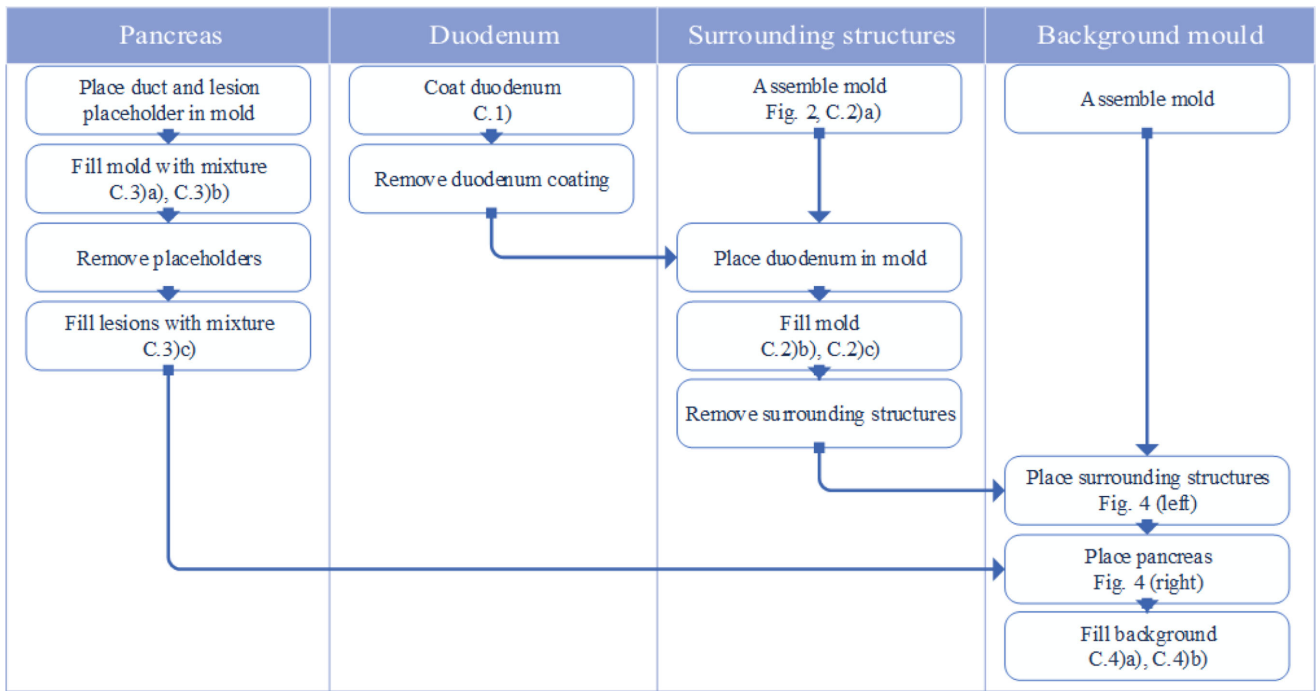 Pancreas
Place duct and lesion
placeholder in mold
Fill mold with mixture
C.3)a), C.3)b)
Remove placeholders
Fill lesions with mixture
C.3)c)
Duodenum
Coat duodenum
C.1)
Remove duodenum coating
Surrounding structures
Assemble mold
Fig. 2, C.2)a)
Place duodenum in mold
Fill mold
C.2)b), C.2)c)
Remove surrounding structures
Background mould
Assemble mold
Place surrounding structures
Fig. 4 (left)
Place pancreas
Fig. 4 (right)
Fill background
C.4)a), C.4)b)